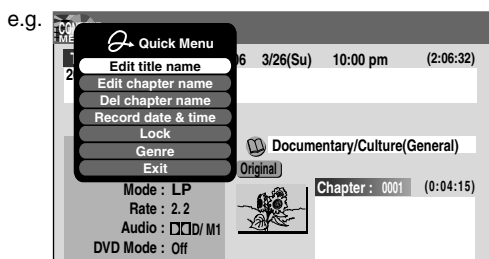 e.g.
Quick Menu
Edit title name
06 3/26(Su) 10:00 pm (2:06:32)
Edit chapter name
Del chapter name
Record date & time
Lock
Genre
Documentary/Culture(General)
Exit
Original
Mode : LP
Chapter : 0001 (0:04:15)
Rate : 2.2
Audio : D/M1
DVD Mode : Off